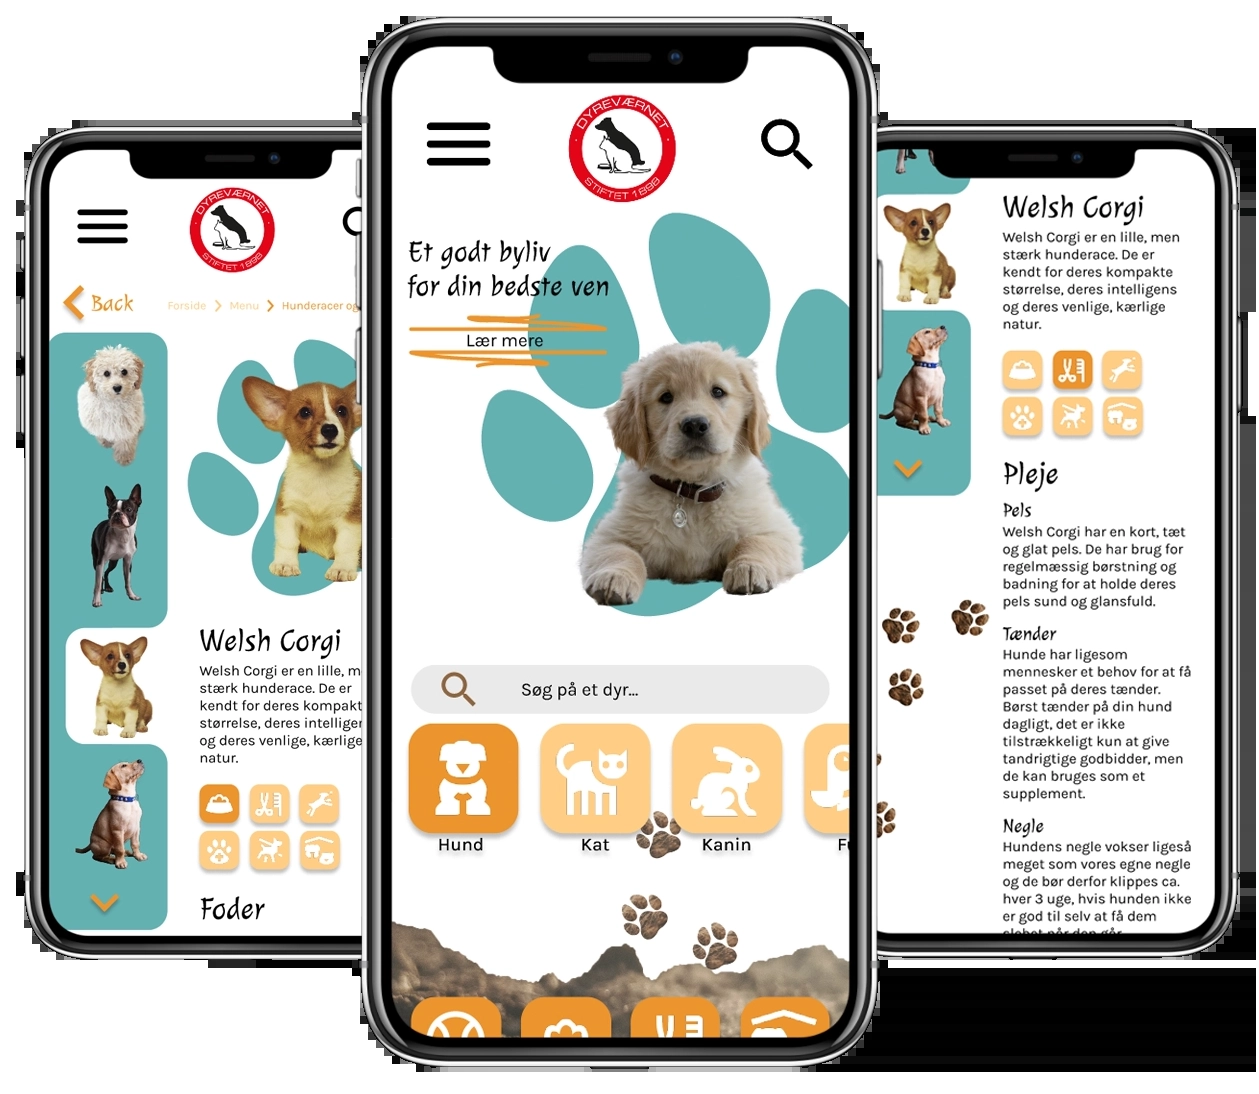 DYREVÆRNET
STIFTET 1898
Back
Forside
Menu
Hunderacer og
Welsh Corgi
Welsh Corgi er en lille, m
stærk hunderace. De er
kendt for deres kompakt
størrelse, deres intelliger
og deres venlige, kærlige
natur.
Foder
DYREVÆRNET
STIFTET 1898
Et godt byliv
for din bedste ven
Lær mere
Søg på et dyr...
Hund
Kat
Kanin
Welsh Corgi
Welsh Corgi er en lille, men
stærk hunderace. De er
kendt for deres kompakte
størrelse, deres intelligens
og deres venlige, kærlige
natur.
Pleje
Pels
Welsh Corgi har en kort, tæt
og glat pels. De har brug for
regelmæssig børstning og
badning for at holde deres
pels sund og glansfuld.
Tænder
Hunde har ligesom
mennesker et behov for at få
passet på deres tænder.
Børst tænder på din hund
dagligt, det er ikke
tilstrækkeligt kun at give
tandrigtige godbidder, men
de kan bruges som et
supplement.
Negle
Hundens negle vokser ligeså
meget som vores egne negle
og de bør derfor klippes ca.
hver 3 uge, hvis hunden ikke
er god til selv at få dem